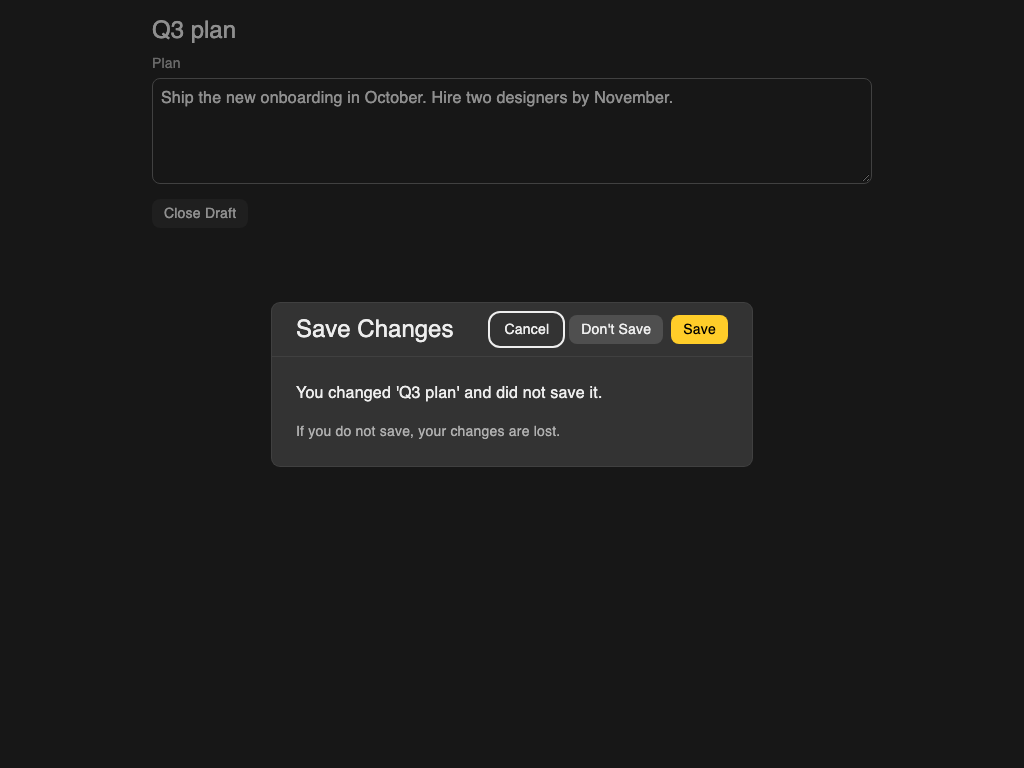 Q3 plan
Plan
Ship the new onboarding in October. Hire two designers by November.
Close Draft
Save Changes
Cancel
Don't Save
Save
You changed 'Q3 plan' and did not save it.
If you do not save, your changes are lost.